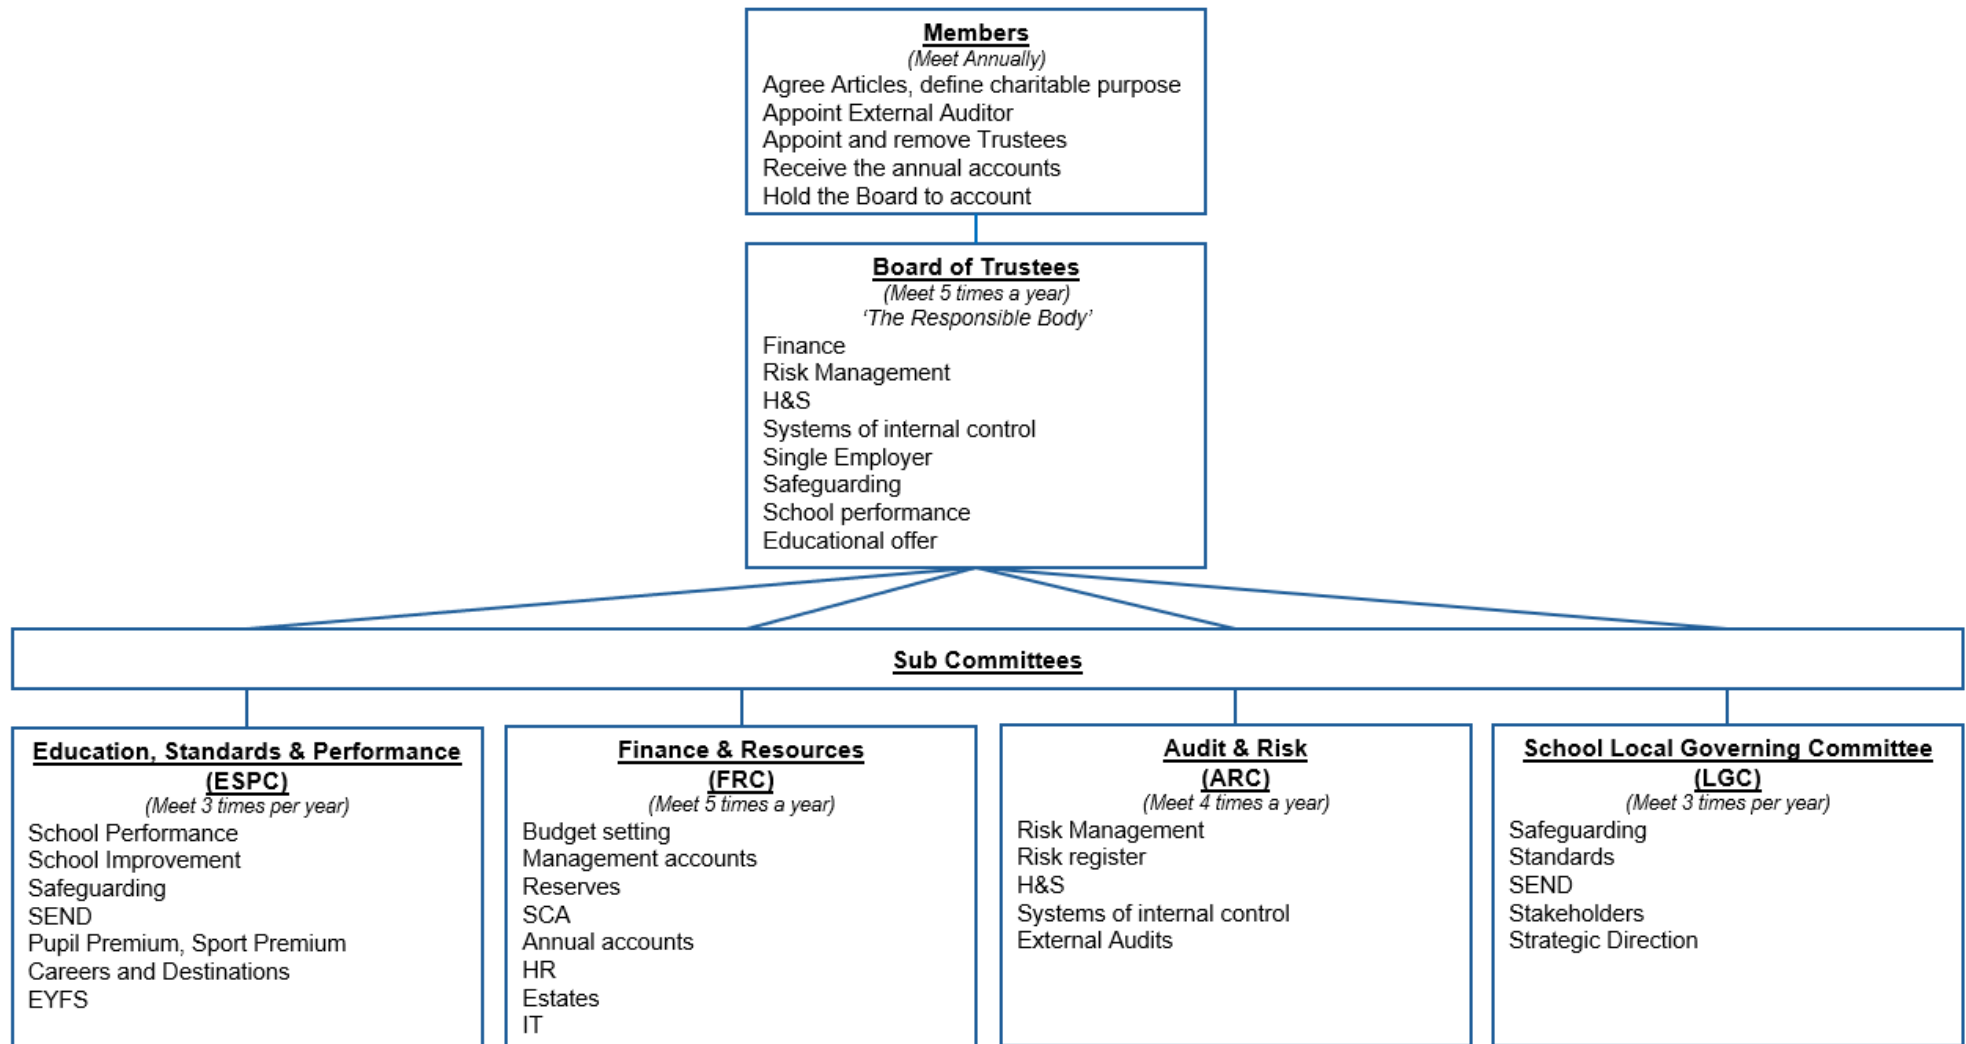 Members
(Meet Annually)
Agree Articles, define charitable purpose
Appoint External Auditor
Appoint and remove Trustees
Receive the annual accounts
Hold the Board to account
Board of Trustees
(Meet 5 times a year)
‘The Responsible Body’
Finance
Risk Management
H&S
Systems of internal control
Single Employer
Safeguarding
School performance
Educational offer
Sub Committees
Education, Standards & Performance
(ESPC)
(Meet 3 times per year)
School Performance
School Improvement
Safeguarding
SEND
Pupil Premium, Sport Premium
Careers and Destinations
EYFS
Finance & Resources
(FRC)
(Meet 5 times a year)
Budget setting
Management accounts
Reserves
SCA
Annual accounts
HR
Estates
IT
Audit & Risk
(ARC)
(Meet 4 times a year)
Risk Management
Risk register
H&S
Systems of internal control
External Audits
School Local Governing Committee
(LGC)
(Meet 3 times per year)
Safeguarding
Standards
SEND
Stakeholders
Strategic Direction